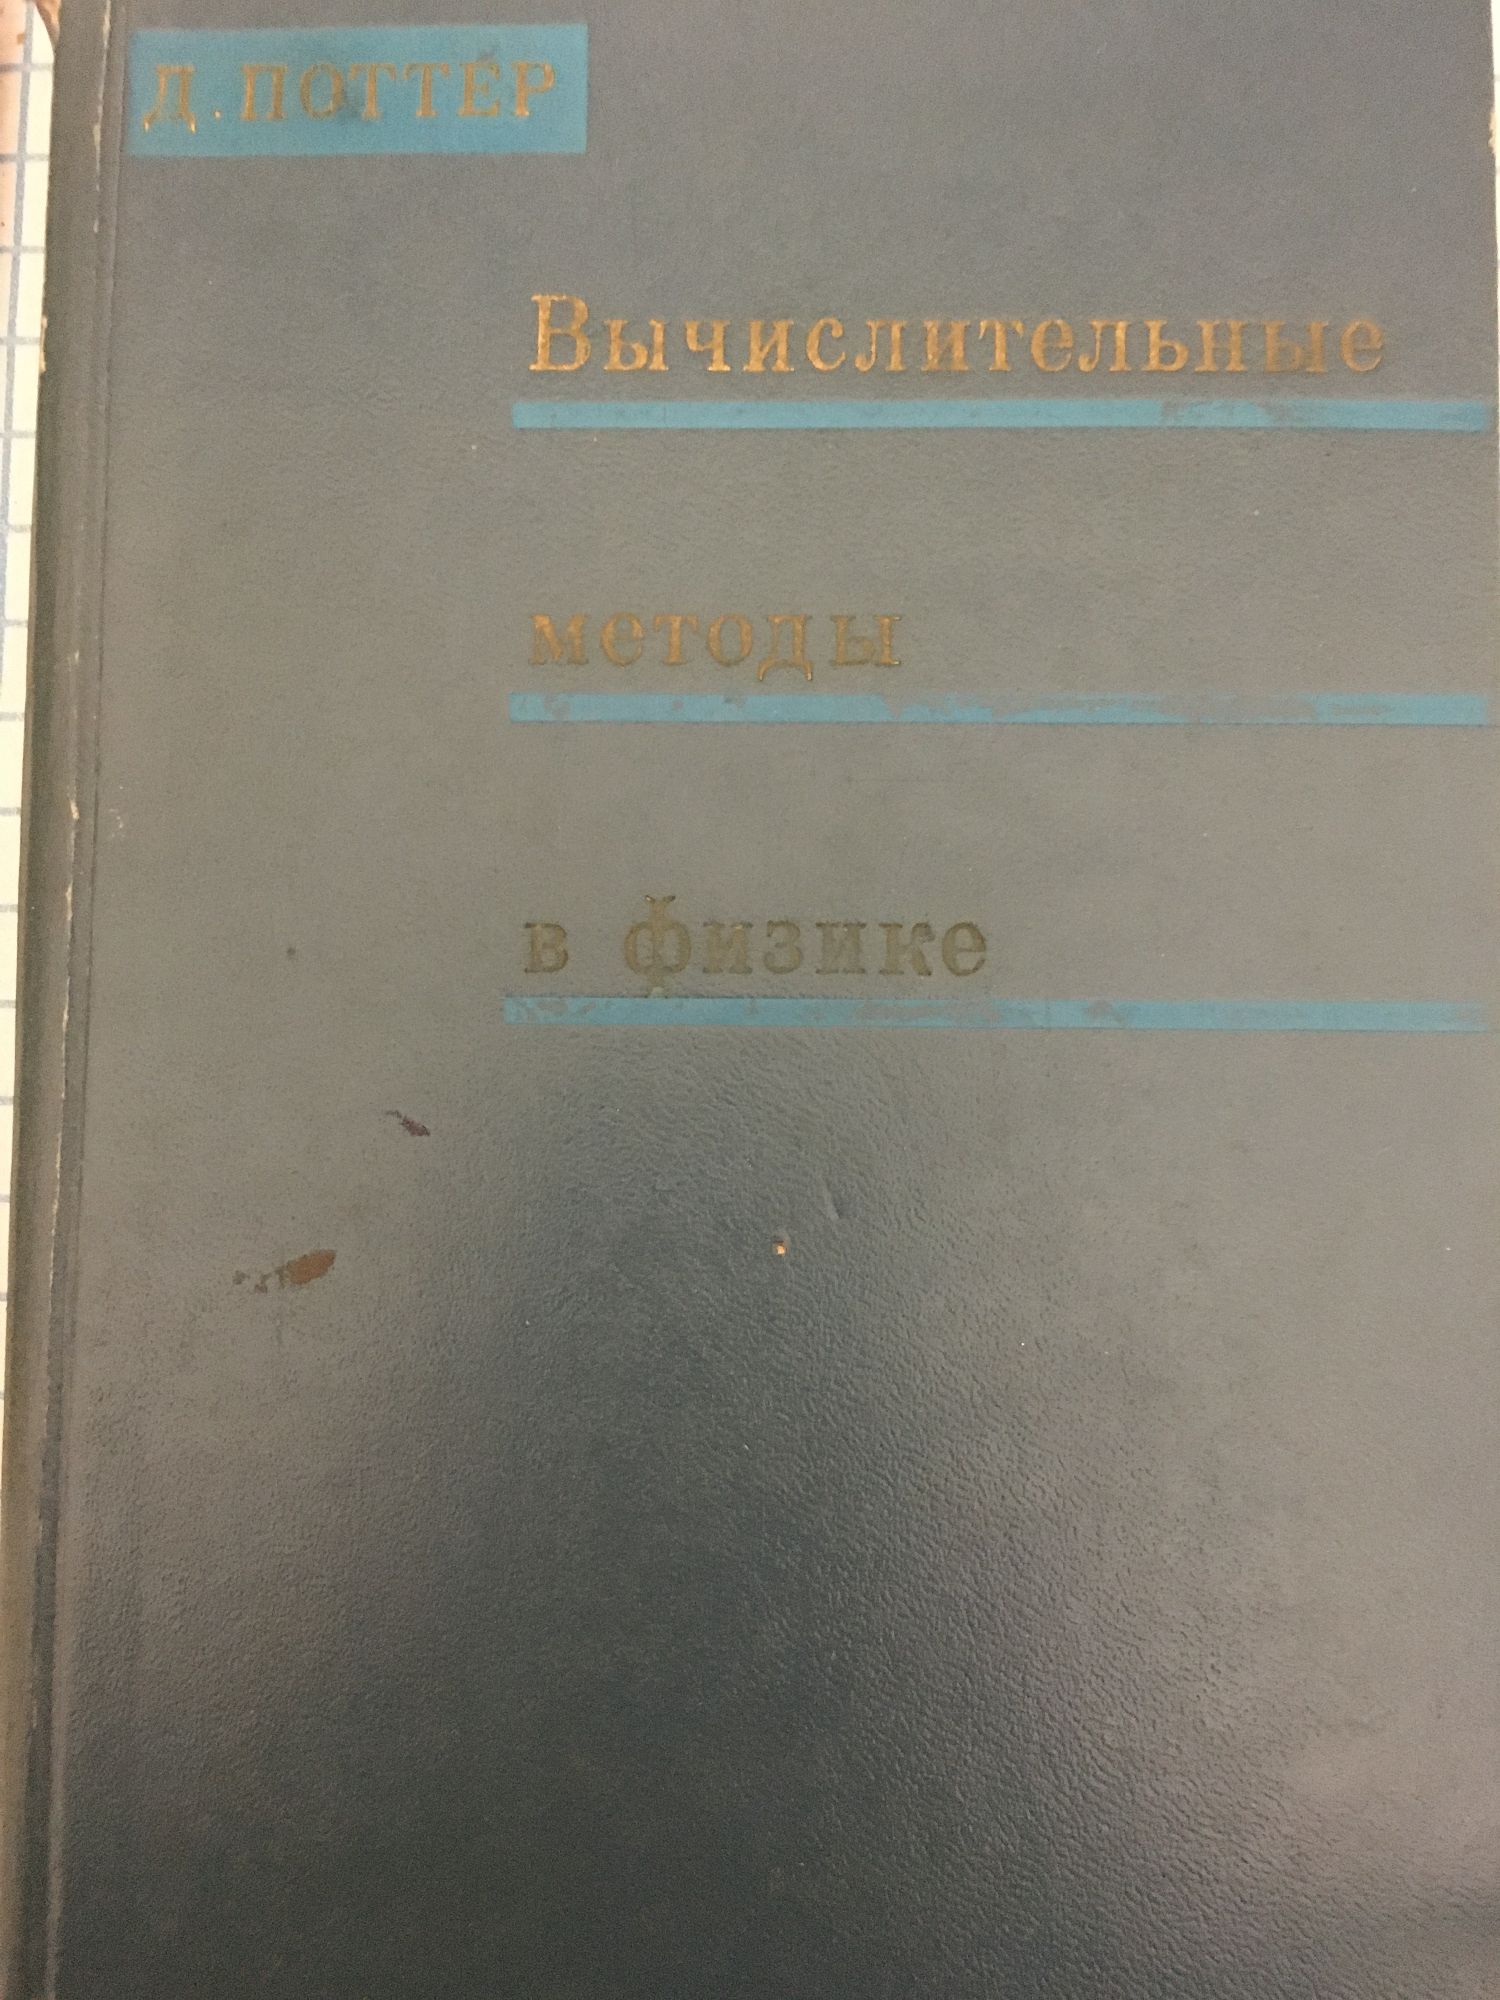 Д. ПОТТЕР
Вычислительные
методы
в физике